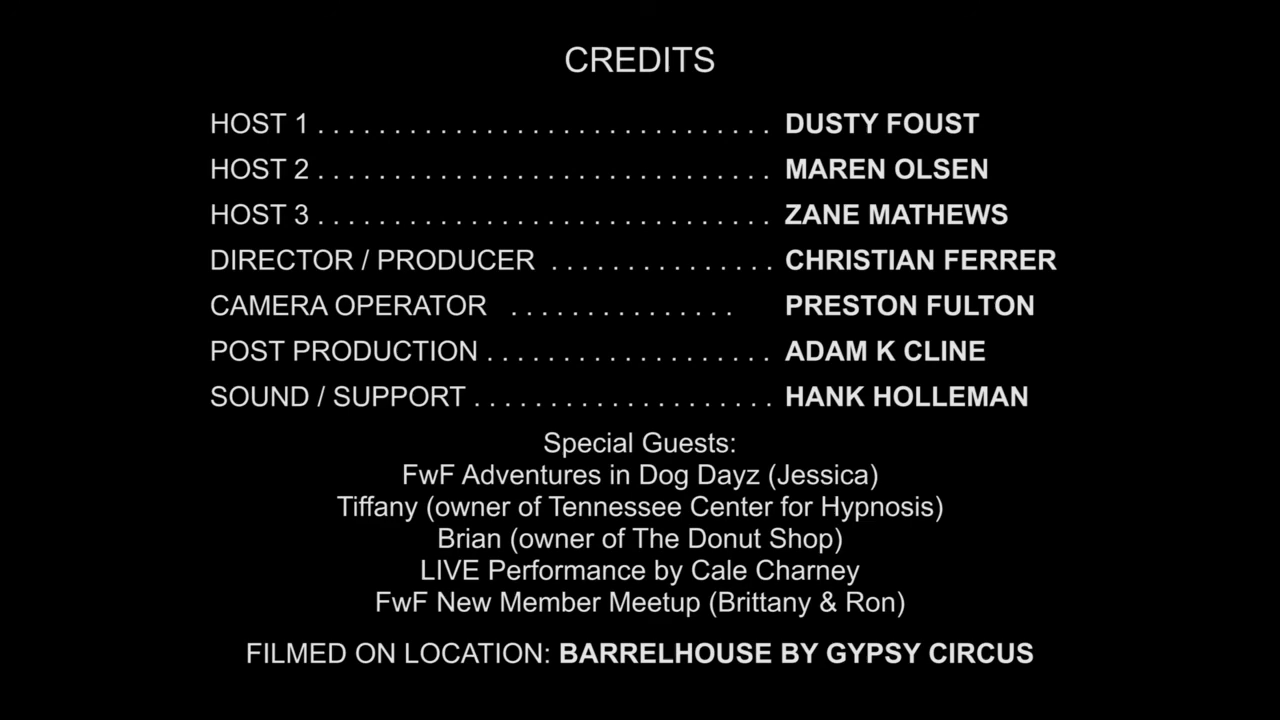 CREDITS
HOST 1 . . . . . . . . . . . . . . . . . . . . . . . . . . . . . . DUSTY FOUST
HOST 2 . . . . . . . . . . . . . . . . . . . . . . . . . . . . . . MAREN OLSEN
HOST 3 . . . . . . . . . . . . . . . . . . . . . . . . . . . . . . ZANE MATHEWS
DIRECTOR / PRODUCER . . . . . . . . . . . . . . . CHRISTIAN FERRER
CAMERA OPERATOR . . . . . . . . . . . . . . . PRESTON FULTON
POST PRODUCTION . . . . . . . . . . . . . . . . . . . ADAM K CLINE
SOUND / SUPPORT . . . . . . . . . . . . . . . . . . . . HANK HOLLEMAN
Special Guests:
FwF Adventures in Dog Dayz (Jessica)
Tiffany (owner of Tennessee Center for Hypnosis)
Brian (owner of The Donut Shop)
LIVE Performance by Cale Charney
FwF New Member Meetup (Brittany & Ron)
FILMED ON LOCATION: BARRELHOUSE BY GYPSY CIRCUS